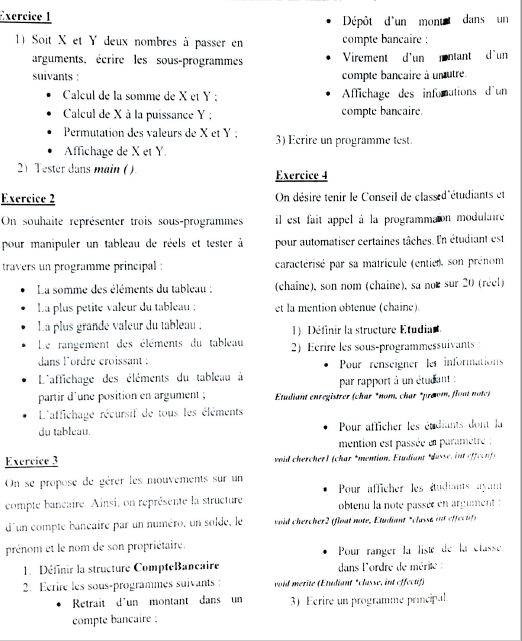 Exercice 1
1) Soit X et Y deux nombres à passer en
arguments, écrire les sous-programmes
suivants :
• Calcul de la somme de X et Y ;
• Calcul de X à la puissance Y ;
• Permutation des valeurs de X et Y ;
• Affichage de X et Y.
2) Tester dans main ( ).
Exercice 2
On souhaite représenter trois sous-programmes
pour manipuler un tableau de réels et tester à
travers un programme principal :
• La somme des éléments du tableau ;
• La plus petite valeur du tableau ;
• La plus grande valeur du tableau ;
• Le rangement des éléments du tableau
dans l'ordre croissant ;
• L'affichage des éléments du tableau à
partir d'une position en argument ;
• L'affichage récursif de tous les éléments
du tableau.
Exercice 3
On se propose de gérer les mouvements sur un
compte bancaire. Ainsi, on représente la structure
d'un compte bancaire par un numéro, un solde, le
prénom et le nom de son propriétaire.
1. Définir la structure CompteBancaire
2. Ecrire les sous-programmes suivants :
• Retrait d'un montant dans un
compte bancaire ;
• Dépôt d'un montant dans un
compte bancaire ;
• Virement d'un montant d'un
compte bancaire à un autre.
• Affichage des informations d'un
compte bancaire.
3) Ecrire un programme test.
Exercice 4
On désire tenir le Conseil de classe d'étudiants et
il est fait appel à la programmation modulaire
pour automatiser certaines tâches. Un étudiant est
caractérisé par sa matricule (entier), son prénom
(chaine), son nom (chaine), sa note sur 20 (réel)
et la mention obtenue (chaine).
1) Définir la structure Etudiant.
2) Ecrire les sous-programmes suivants :
• Pour renseigner les informations
par rapport à un étudiant :
Etudiant enregistrer (char *nom, char *prenom, float note)
• Pour afficher les étudiants dont la
mention est passée en paramètre :
void chercher1 (char *mention, Etudiant *classe, int effectif)
• Pour afficher les étudiants ayant
obtenu la note passée en argument :
void chercher2 (float note, Etudiant *classe, int effectif)
• Pour ranger la liste de la classe
dans l'ordre de mérite :
void merite (Etudiant *classe, int effectif)
3) Ecrire un programme principal.